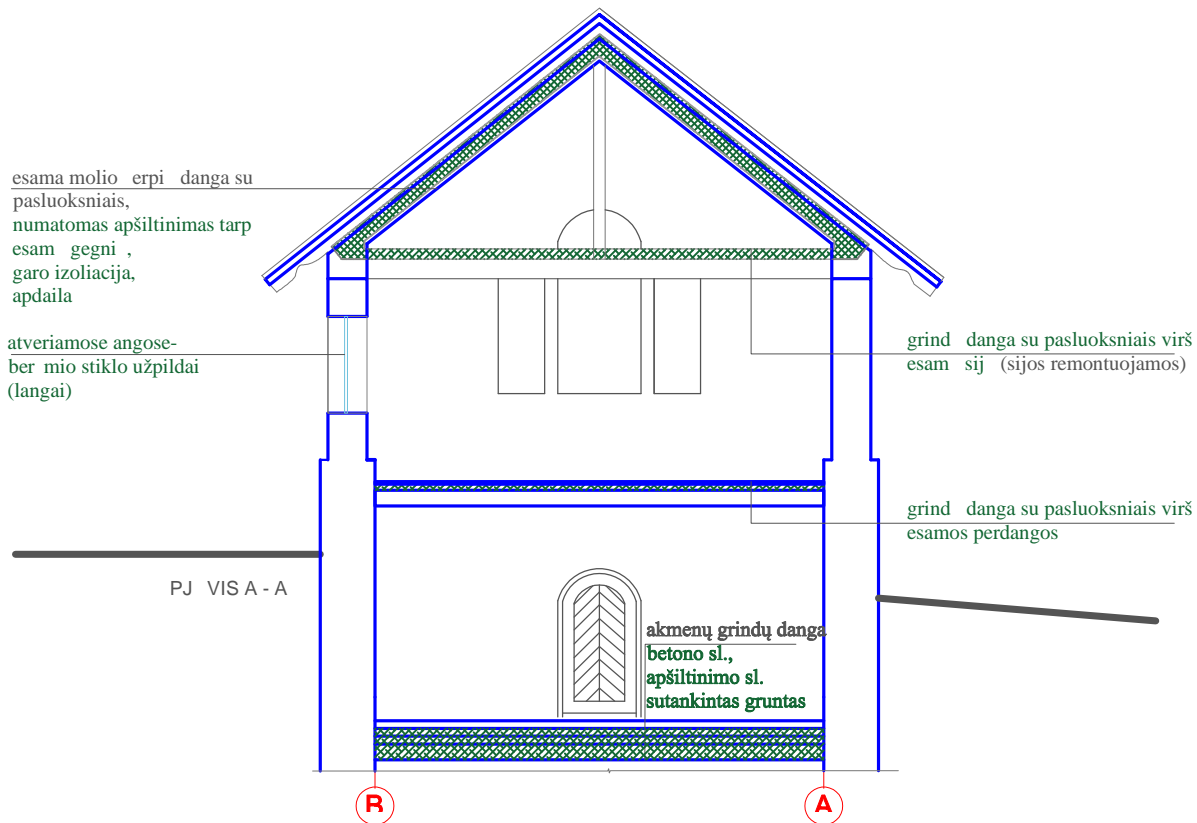 esama molio erpi danga su
pasluoksniais,
numatomas apšiltinimas tarp
esam gegni ,
garo izoliacija,
apdaila
atveriamose angose-
ber mio stiklo užpildai
(langai)
grind danga su pasluoksniais virš
esam sij (sijos remontuojamos)
grind danga su pasluoksniais virš
esamos perdangos
PJ VIS A - A
akmenų grindų danga
betono sl.,
apšiltinimo sl.
sutankintas gruntas
B
A